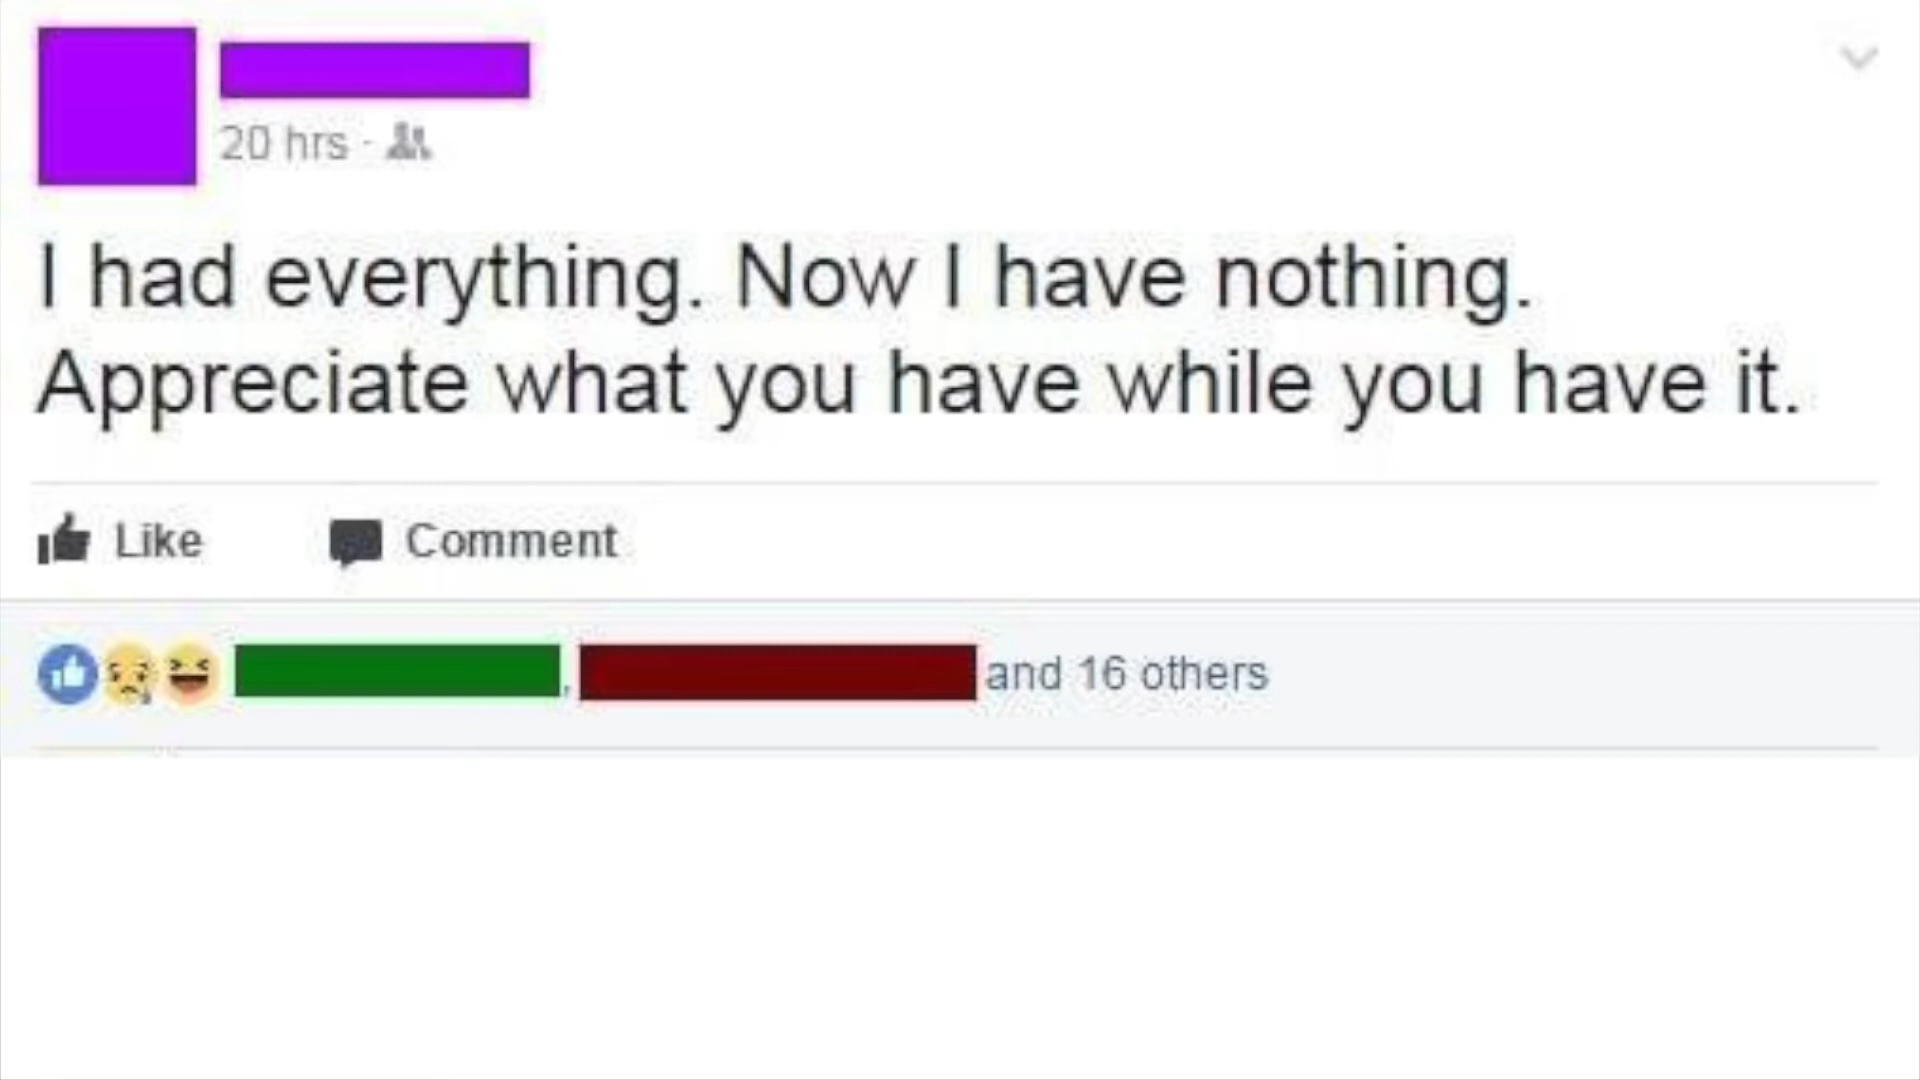 20 hrs ·
I had everything. Now I have nothing.
Appreciate what you have while you have it.
Like Comment
, and 16 others